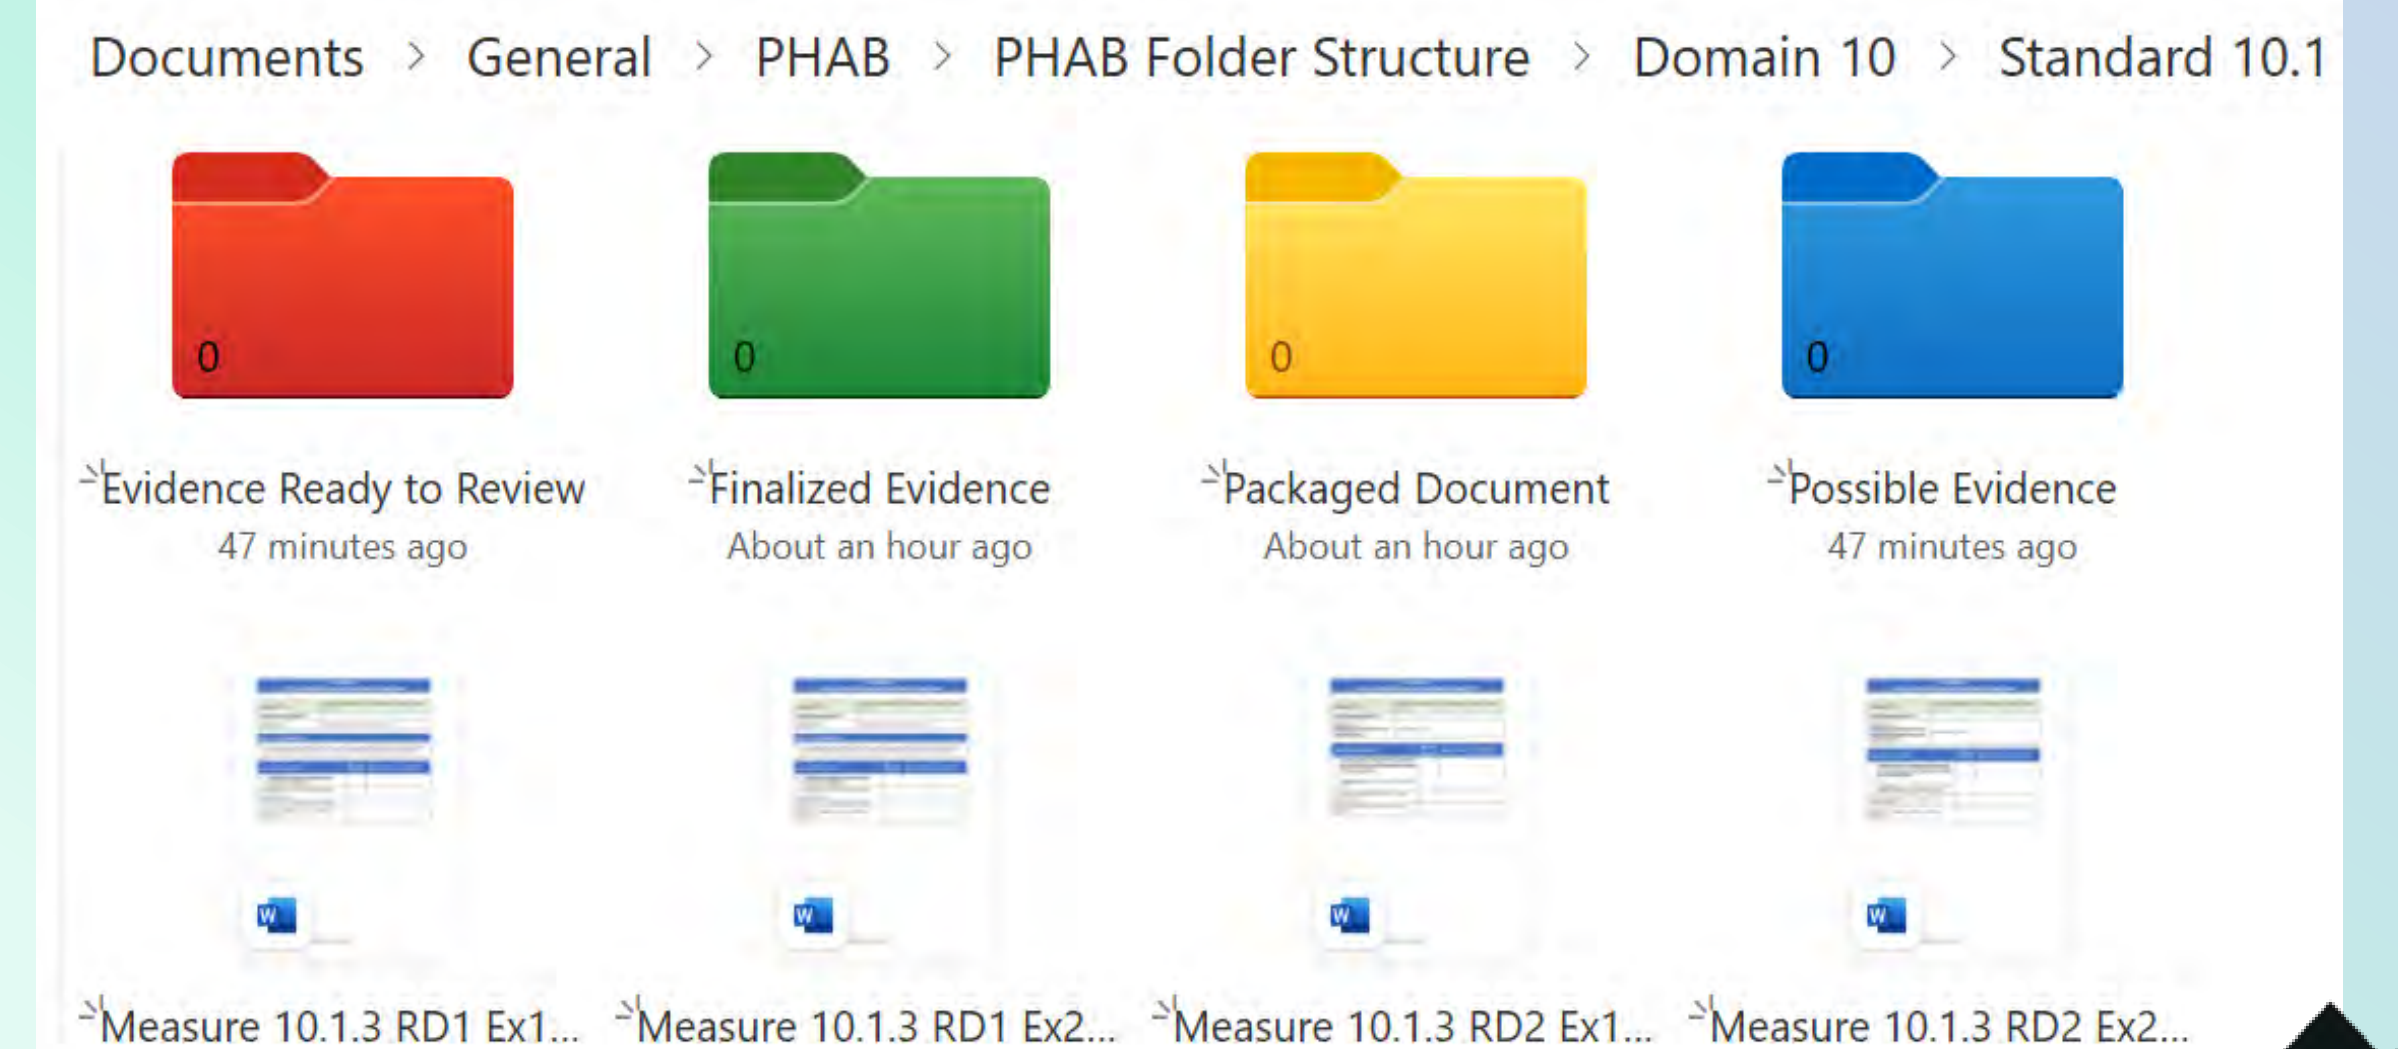 Documents > General > PHAB > PHAB Folder Structure > Domain 10 > Standard 10.1
0 0 0 0
Evidence Ready to Review Finalized Evidence Packaged Document Possible Evidence
47 minutes ago About an hour ago About an hour ago 47 minutes ago
W W W W
Measure 10.1.3 RD1 Ex1... Measure 10.1.3 RD1 Ex2... Measure 10.1.3 RD2 Ex1... Measure 10.1.3 RD2 Ex2...